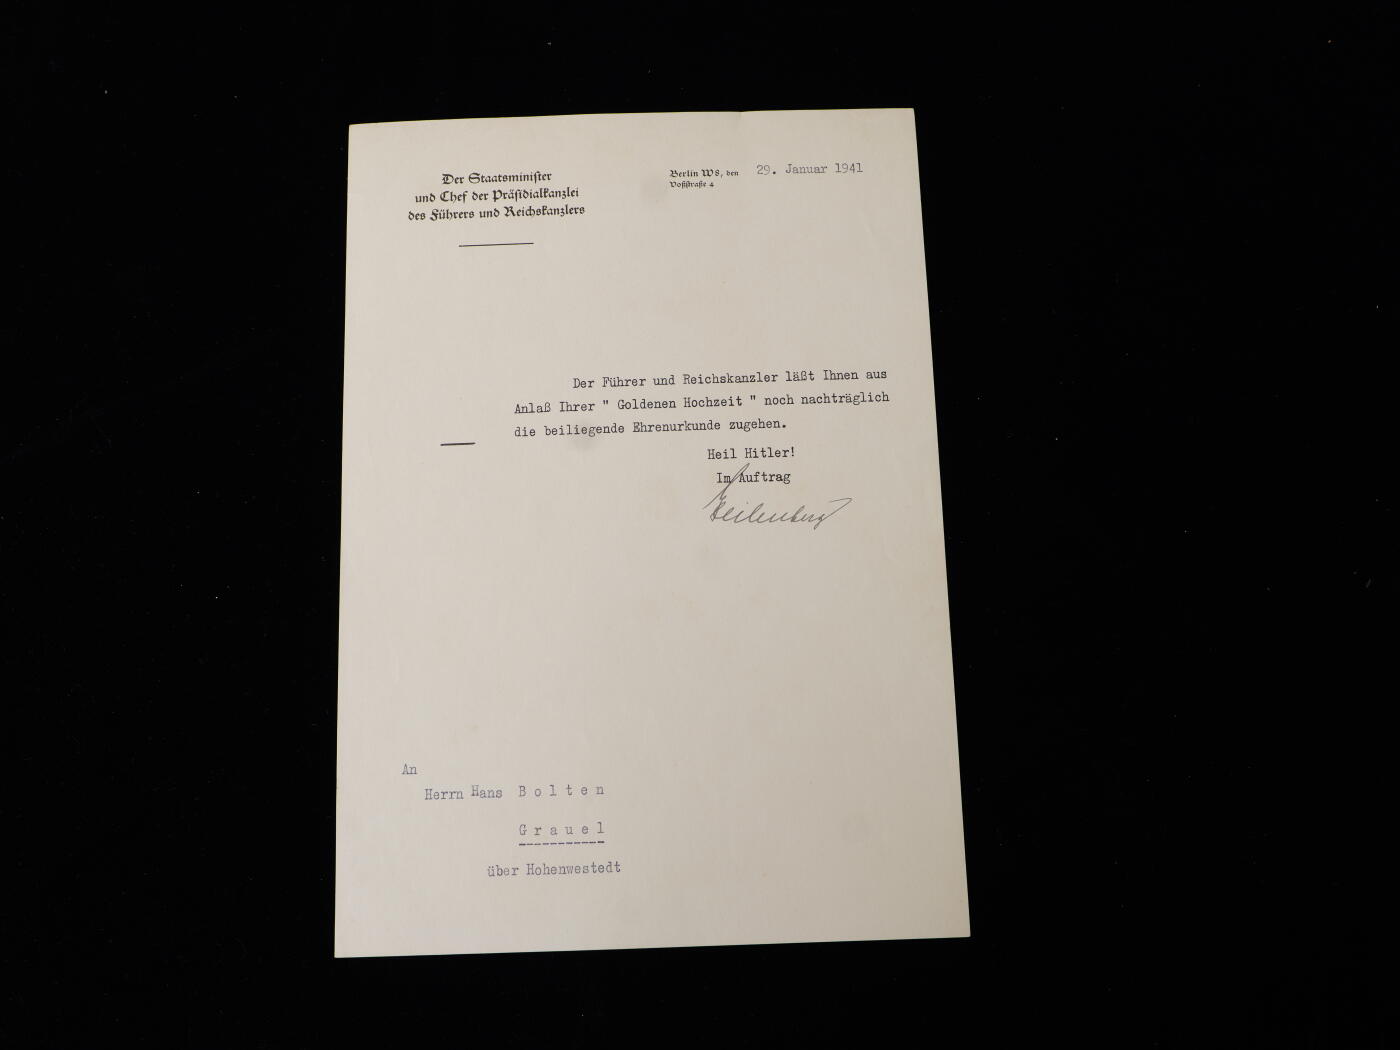 Der Staatsminister
und Chef der Präsidialkanzlei
des Führers und Reichskanzlers
Berlin W8, den 29. Januar 1941
Voßstraße 4
Der Führer und Reichskanzler läßt Ihnen aus
Anlaß Ihrer " Goldenen Hochzeit " noch nachträglich
die beiliegende Ehrenurkunde zugehen.
Heil Hitler!
Im Auftrag
An
Herrn Hans B o l t e n
G r a u e l
über Hohenwestedt